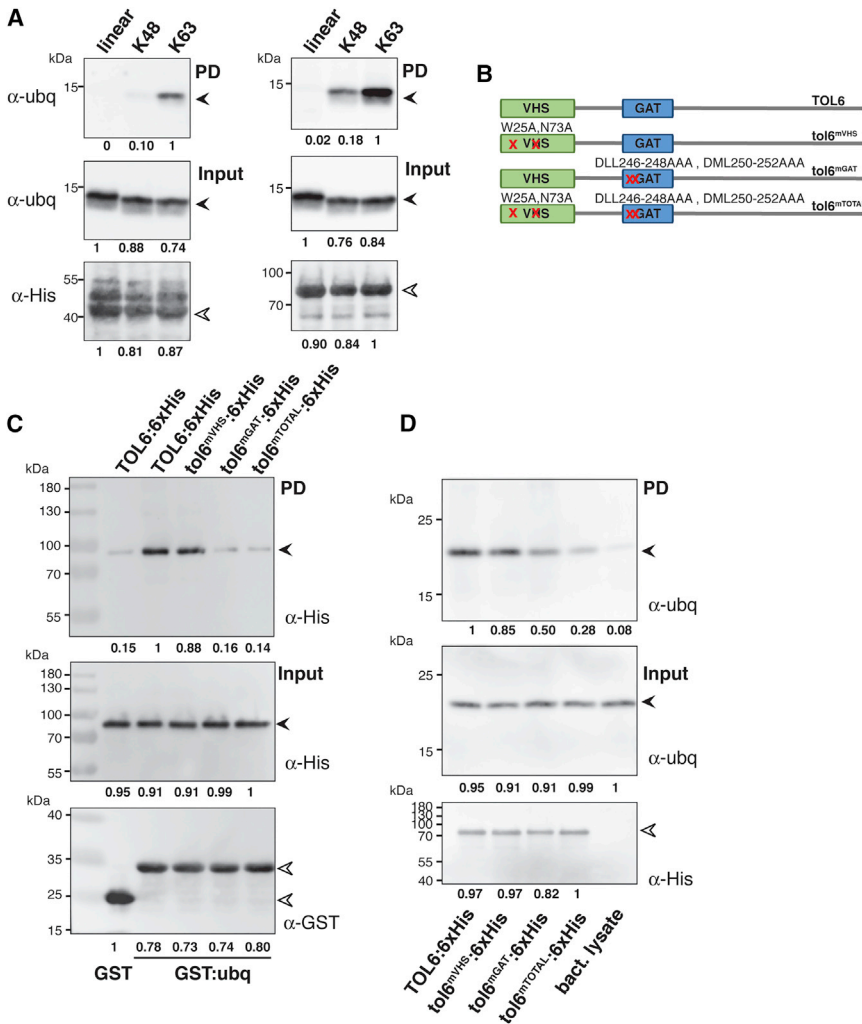 A
linear K48 K63
linear K48 K63
kDa
PD
15
α-ubq
0 0.10 1
kDa
PD
15
0.02 0.18 1
Input
15
α-ubq
1 0.88 0.74
Input
15
1 0.76 0.84
55
40
α-His
1 0.81 0.87
100
70
0.90 0.84 1
B
VHS GAT TOL6
W25A,N73A
VHS GAT tol6mVHS
DLL246-248AAA , DML250-252AAA
VHS GAT tol6mGAT
W25A,N73A DLL246-248AAA , DML250-252AAA
VHS GAT tol6mTOTAL
C
TOL6:6xHis
TOL6:6xHis
tol6mVHS:6xHis
tol6mGAT:6xHis
tol6mTOTAL:6xHis
kDa
PD
180
130
100
70
55
α-His
0.15 1 0.88 0.16 0.14
kDa
Input
180
130
100
70
55
α-His
0.95 0.91 0.91 0.99 1
kDa
40
35
25
15
α-GST
1 0.78 0.73 0.74 0.80
GST GST:ubq
D
kDa
PD
25
15
α-ubq
1 0.85 0.50 0.28 0.08
kDa
Input
25
15
α-ubq
0.95 0.91 0.91 0.99 1
kDa
180
130
100
70
55
40
α-His
0.97 0.97 0.82 1
TOL6:6xHis
tol6mVHS:6xHis
tol6mGAT:6xHis
tol6mTOTAL:6xHis
bact. lysate